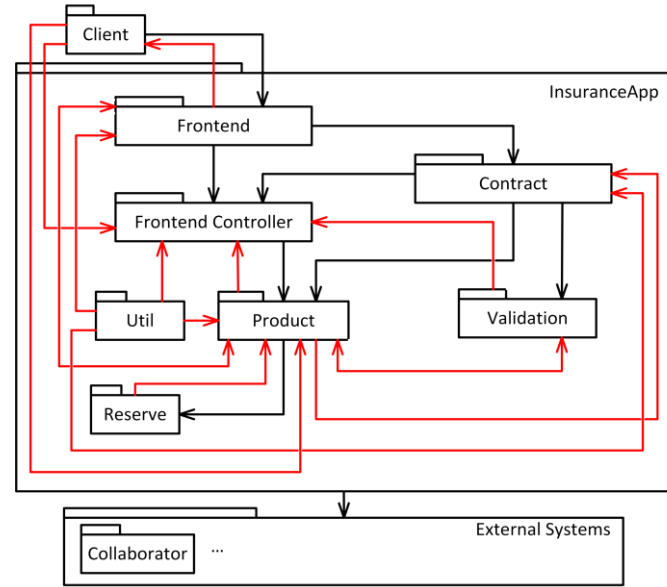 Client
InsuranceApp
Frontend
Contract
Frontend Controller
Util
Product
Validation
Reserve
External Systems
Collaborator
...